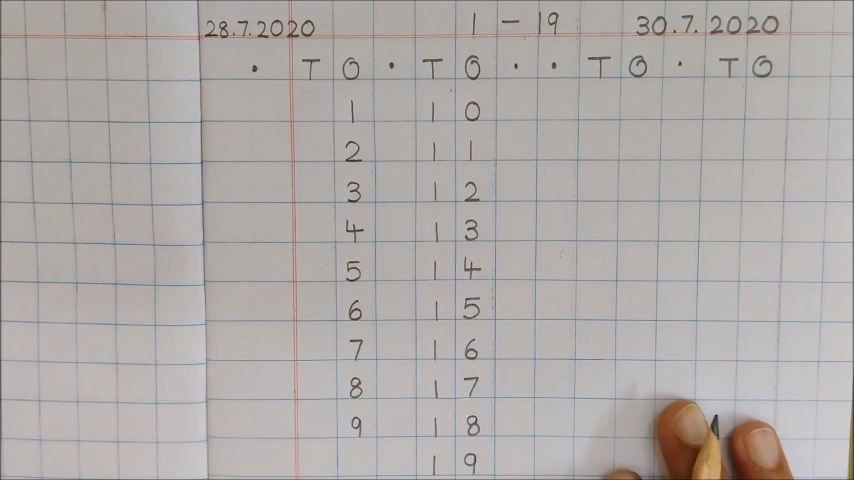 28.7.2020 1 - 19 30.7.2020
. T O . T O . . T O . T O
1 1 0
2 1 1
3 1 2
4 1 3
5 1 4
6 1 5
7 1 6
8 1 7
9 1 8
1 9